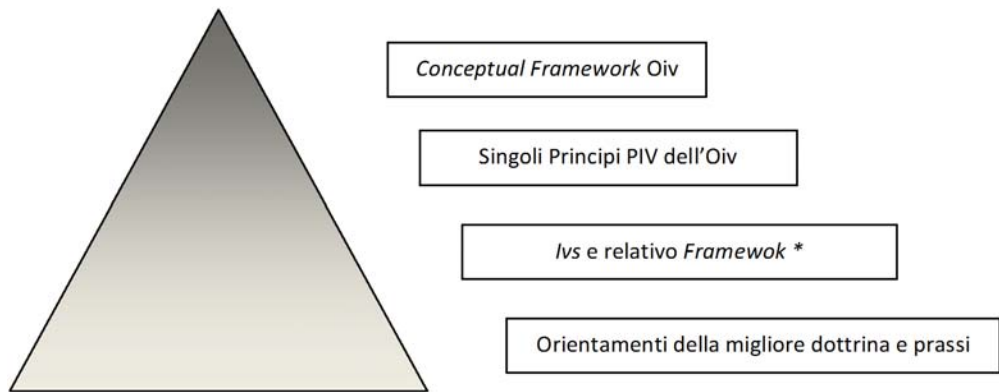 Conceptual Framework Oiv
Singoli Principi PIV dell’Oiv
Ivs e relativo Framewok *
Orientamenti della migliore dottrina e prassi